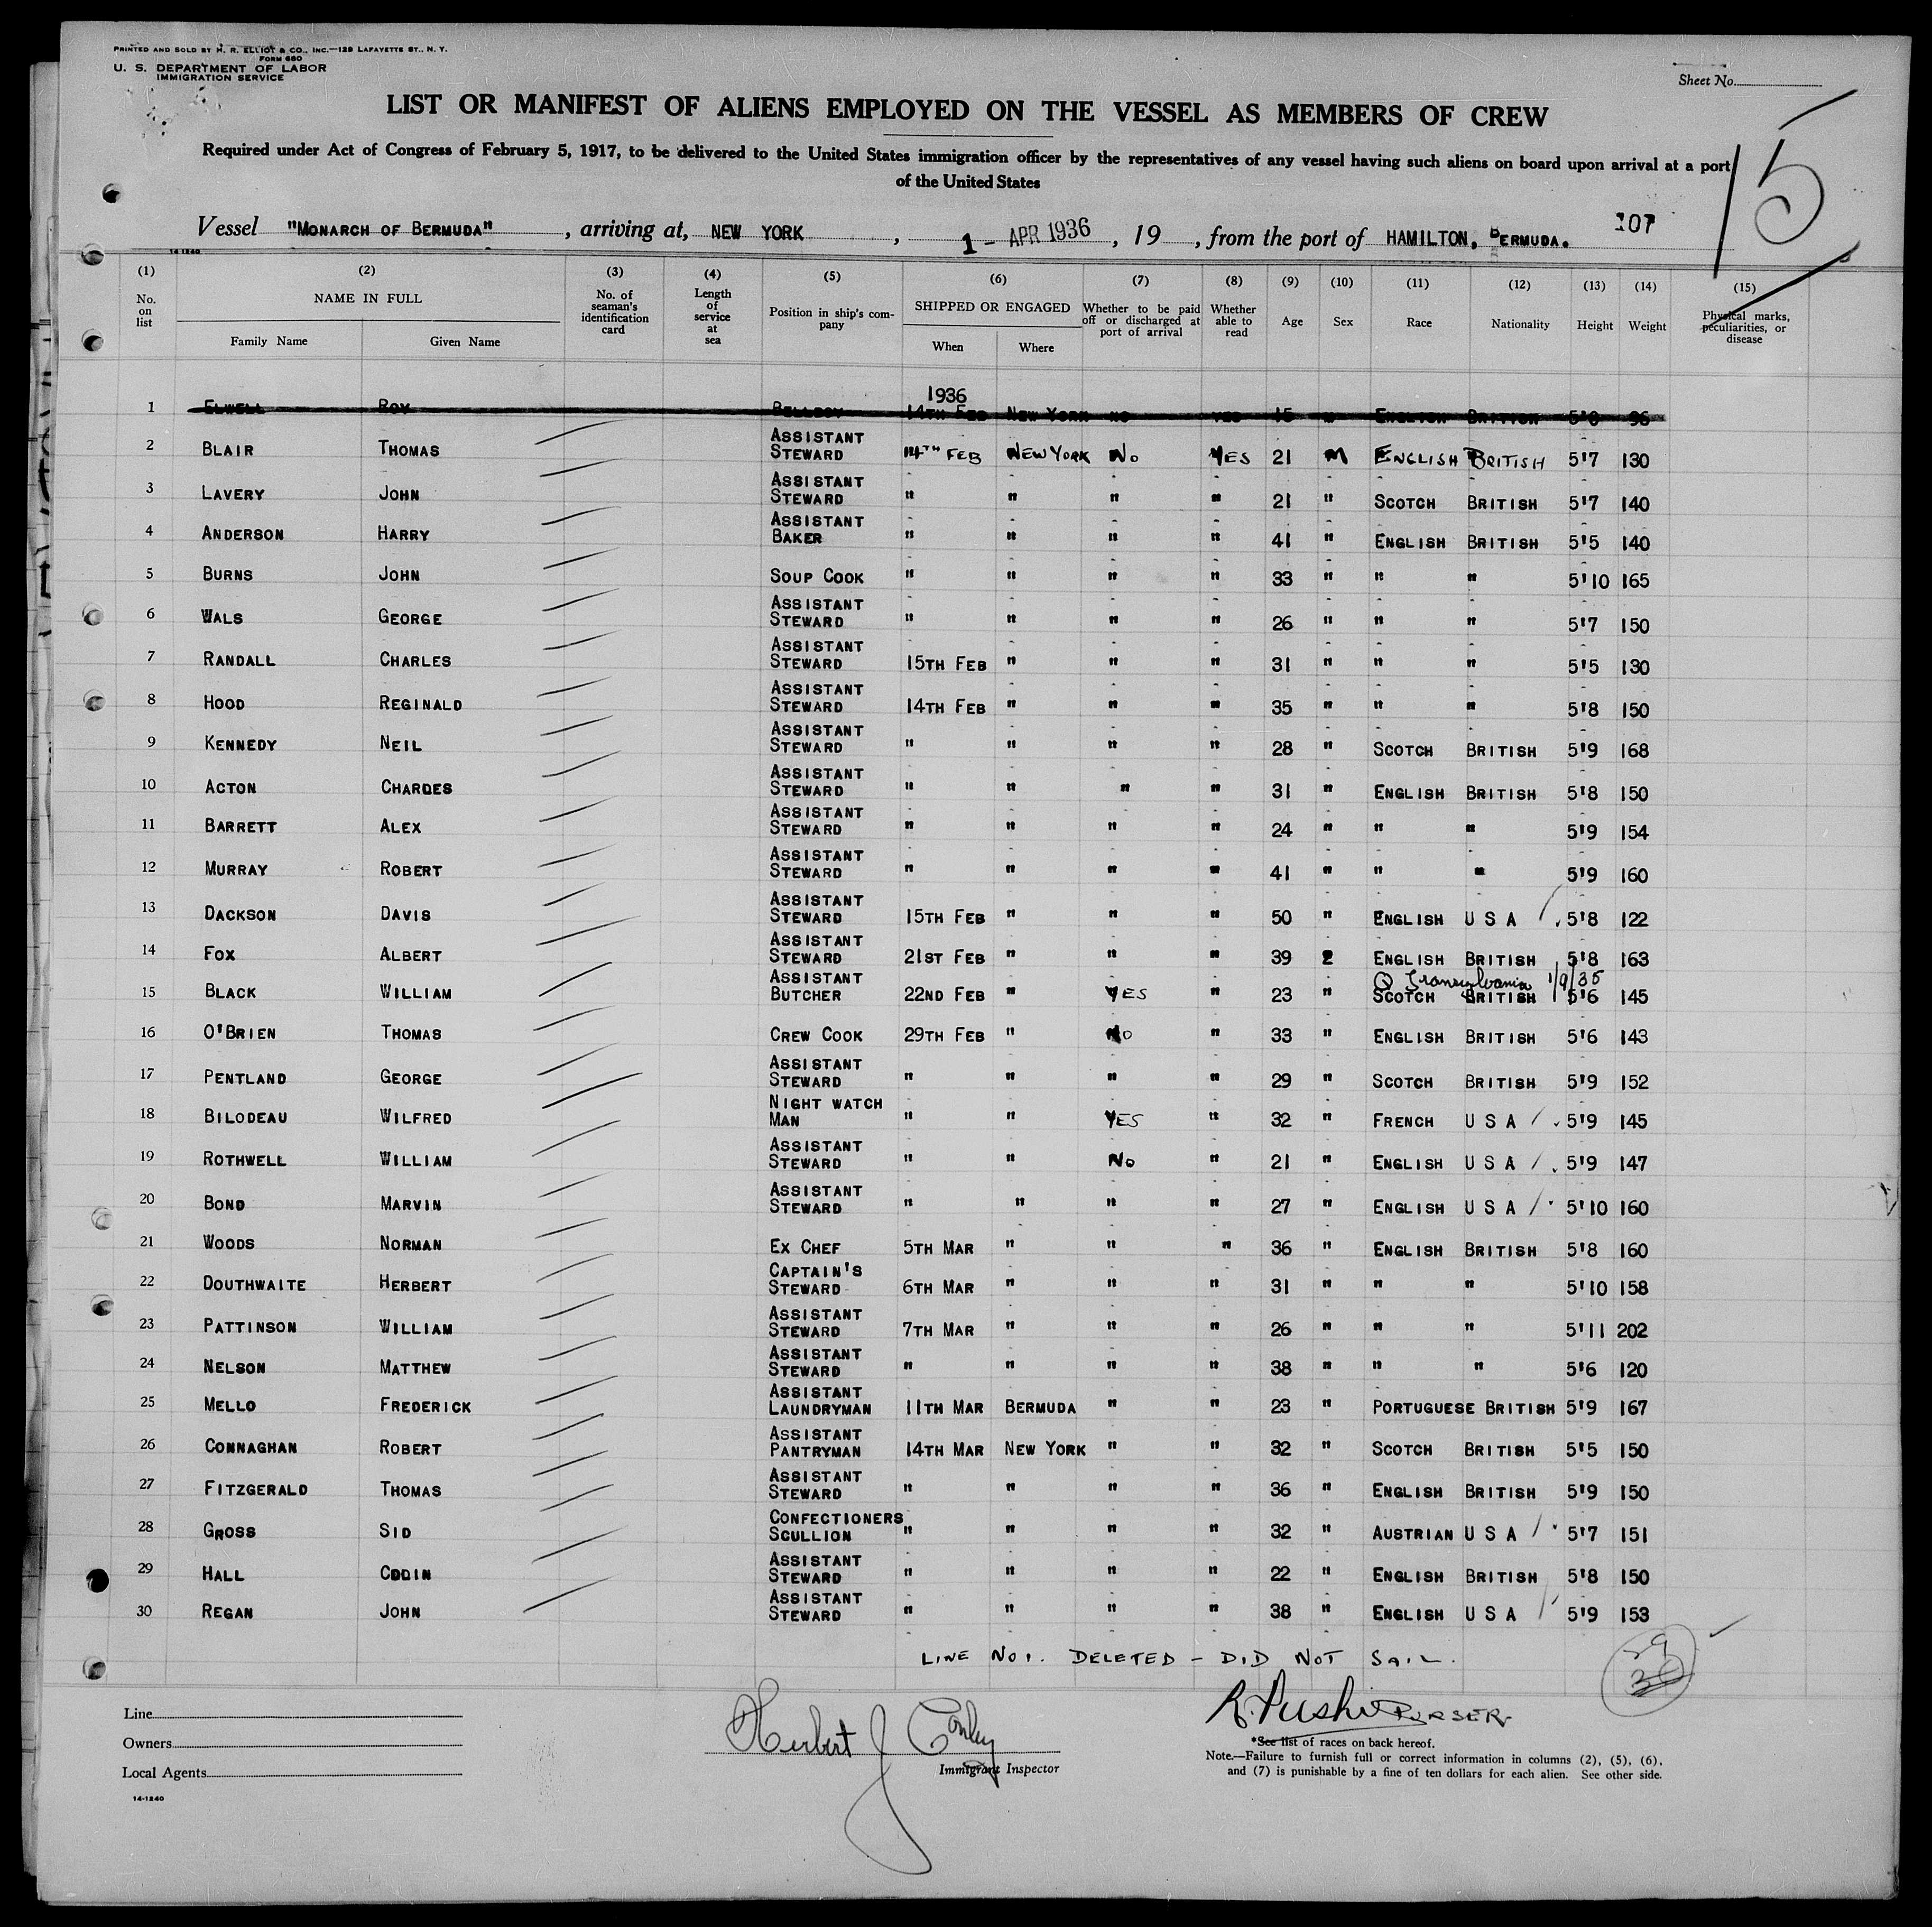 PRINTED AND SOLD BY H. R. ELLIOT & CO., INC.—129 LAFAYETTE ST., N. Y.
FORM 680
U. S. DEPARTMENT OF LABOR
IMMIGRATION SERVICE
Sheet No.
LIST OR MANIFEST OF ALIENS EMPLOYED ON THE VESSEL AS MEMBERS OF CREW
Required under Act of Congress of February 5, 1917, to be delivered to the United States immigration officer by the representatives of any vessel having such aliens on board upon arrival at a port
of the United States
15
Vessel "MONARCH OF BERMUDA", arriving at, NEW YORK, 1 - APR 1936, 19, from the port of HAMILTON, BERMUDA. 107
14-1240
(1) No. on list (2) NAME IN FULL Family Name Given Name (3) No. of seaman's identification card (4) Length of service at sea (5) Position in ship's company (6) SHIPPED OR ENGAGED When Where (7) Whether to be paid off or discharged at port of arrival (8) Whether able to read (9) Age (10) Sex (11) Race (12) Nationality (13) Height (14) Weight (15) Physical marks, peculiarities, or disease
1936
1 ELWELL ROY BELLBOY 14TH FEB NEW YORK NO YES 15 M ENGLISH BRITISH 96
2 BLAIR THOMAS ASSISTANT STEWARD 14TH FEB NEW YORK NO YES 21 M ENGLISH BRITISH 5'7 130
3 LAVERY JOHN ASSISTANT STEWARD " " " " 21 " SCOTCH BRITISH 5'7 140
4 ANDERSON HARRY ASSISTANT BAKER " " " " 41 " ENGLISH BRITISH 5'5 140
5 BURNS JOHN SOUP COOK " " " " 33 " " " 5'10 165
6 WALS GEORGE ASSISTANT STEWARD " " " " 26 " " " 5'7 150
7 RANDALL CHARLES ASSISTANT STEWARD 15TH FEB " " " 31 " " " 5'5 130
8 HOOD REGINALD ASSISTANT STEWARD 14TH FEB " " " 35 " " " 5'8 150
9 KENNEDY NEIL ASSISTANT STEWARD " " " " 28 " SCOTCH BRITISH 5'9 168
10 ACTON CHARDES ASSISTANT STEWARD " " " " 31 " ENGLISH BRITISH 5'8 150
11 BARRETT ALEX ASSISTANT STEWARD " " " " 24 " " " 5'9 154
12 MURRAY ROBERT ASSISTANT STEWARD " " " " 41 " " " 5'9 160
13 DACKSON DAVIS ASSISTANT STEWARD 15TH FEB " " " 50 " ENGLISH U S A 5'8 122
14 FOX ALBERT ASSISTANT STEWARD 21ST FEB " " " 39 2 ENGLISH BRITISH 5'8 163
Transylvania 1/9/35
15 BLACK WILLIAM ASSISTANT BUTCHER 22ND FEB " YES " 23 " SCOTCH BRITISH 5'6 145
16 O'BRIEN THOMAS CREW COOK 29TH FEB " NO " 33 " ENGLISH BRITISH 5'6 143
17 PENTLAND GEORGE ASSISTANT STEWARD " " " " 29 " SCOTCH BRITISH 5'9 152
18 BILODEAU WILFRED NIGHT WATCH MAN " " YES " 32 " FRENCH U S A 5'9 145
19 ROTHWELL WILLIAM ASSISTANT STEWARD " " NO " 21 " ENGLISH U S A 5'9 147
20 BOND MARVIN ASSISTANT STEWARD " " " " 27 " ENGLISH U S A 5'10 160
21 WOODS NORMAN EX CHEF 5TH MAR " " " 36 " ENGLISH BRITISH 5'8 160
22 DOUTHWAITE HERBERT CAPTAIN'S STEWARD 6TH MAR " " " 31 " " " 5'10 158
23 PATTINSON WILLIAM ASSISTANT STEWARD 7TH MAR " " " 26 " " " 5'11 202
24 NELSON MATTHEW ASSISTANT STEWARD " " " " 38 " " " 5'6 120
25 MELLO FREDERICK ASSISTANT LAUNDRYMAN 11TH MAR BERMUDA " " 23 " PORTUGUESE BRITISH 5'9 167
26 CONNAGHAN ROBERT ASSISTANT PANTRYMAN 14TH MAR NEW YORK " " 32 " SCOTCH BRITISH 5'5 150
27 FITZGERALD THOMAS ASSISTANT STEWARD " " " " 36 " ENGLISH BRITISH 5'9 150
28 GROSS SID CONFECTIONERS SCULLION " " " " 32 " AUSTRIAN U S A 5'7 151
29 HALL CODIN ASSISTANT STEWARD " " " " 22 " ENGLISH BRITISH 5'8 150
30 REGAN JOHN ASSISTANT STEWARD " " " " 38 " ENGLISH U S A 5'9 153
LINE NO 1. DELETED - DID NOT SAIL.
29
30
Line
Owners
Local Agents
14-1240
Herbert J Conley
Immigrant Inspector
PURSER.
*See list of races on back hereof.
Note.—Failure to furnish full or correct information in columns (2), (5), (6),
and (7) is punishable by a fine of ten dollars for each alien. See other side.